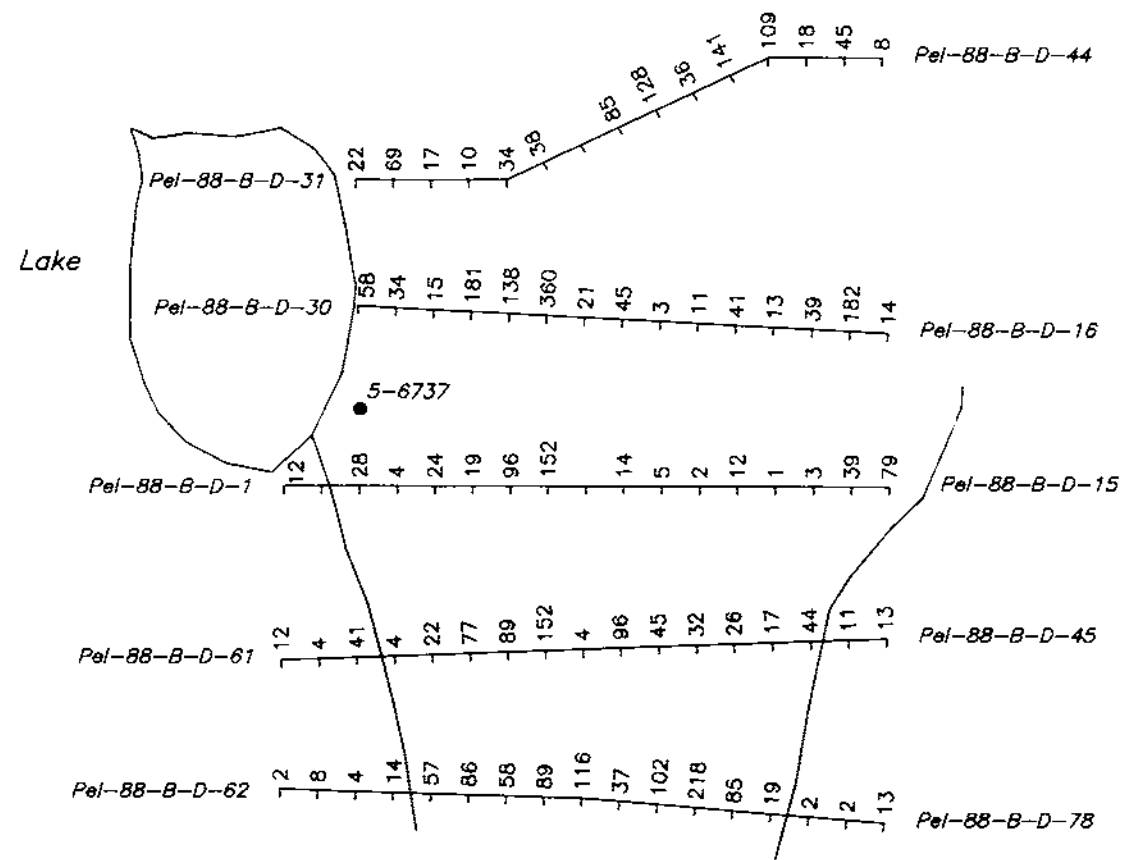 109 18 45 8 Pel-88-B-D-44
85 128 36 141
Pel-88-B-D-31 22 69 17 10 34 38
Lake
Pel-88-B-D-30 58 34 15 181 138 360 21 45 3 11 41 13 39 182 14 Pel-88-B-D-16
5-6737
Pel-88-B-D-1 12 28 4 24 19 96 152 14 5 2 12 1 3 39 79 Pel-88-B-D-15
Pel-88-B-D-61 12 4 41 4 22 77 89 152 4 96 45 32 26 17 44 11 13 Pel-88-B-D-45
Pel-88-B-D-62 2 8 4 14 57 86 58 89 116 37 102 218 85 19 2 2 13 Pel-88-B-D-78